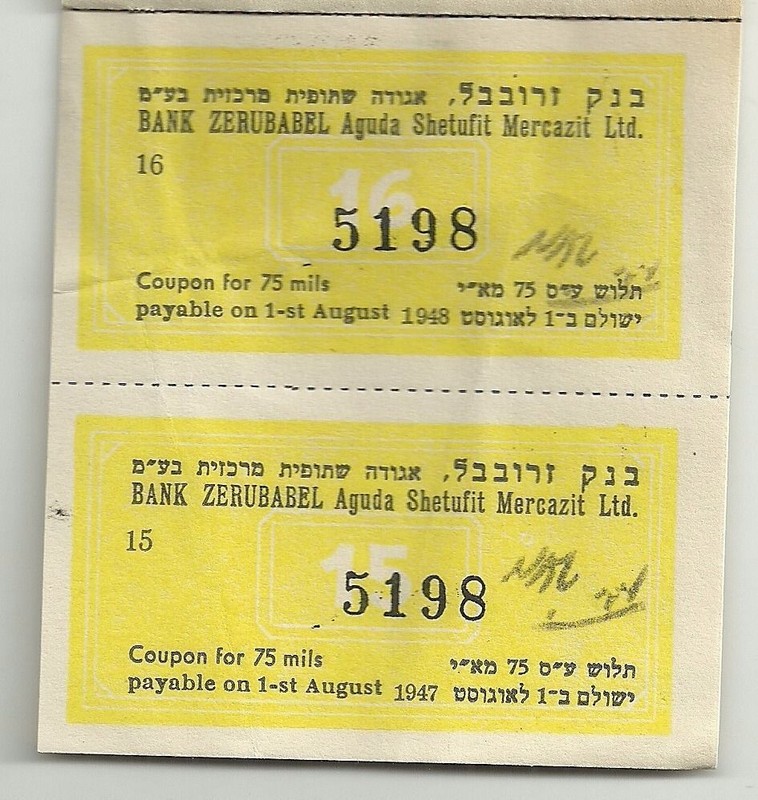 בנק זרובבל, אגודה שתופית מרכזית בע״מ
BANK ZERUBABEL Aguda Shetufit Mercazit Ltd.
16
16
5198
Coupon for 75 mils תלוש ע״ס 75 מא״י
payable on 1-st August 1948 ישולם ב־1 לאוגוסט
בנק זרובבל, אגודה שתופית מרכזית בע״מ
BANK ZERUBABEL Aguda Shetufit Mercazit Ltd.
15
15
5198
Coupon for 75 mils תלוש ע״ס 75 מא״י
payable on 1-st August 1947 ישולם ב־1 לאוגוסט